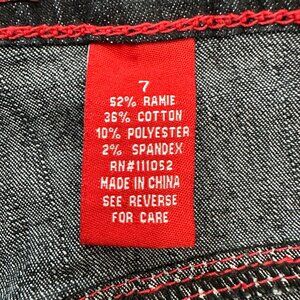 7
52% RAMIE
36% COTTON
10% POLYESTER
2% SPANDEX
RN#111052
MADE IN CHINA
SEE REVERSE
FOR CARE